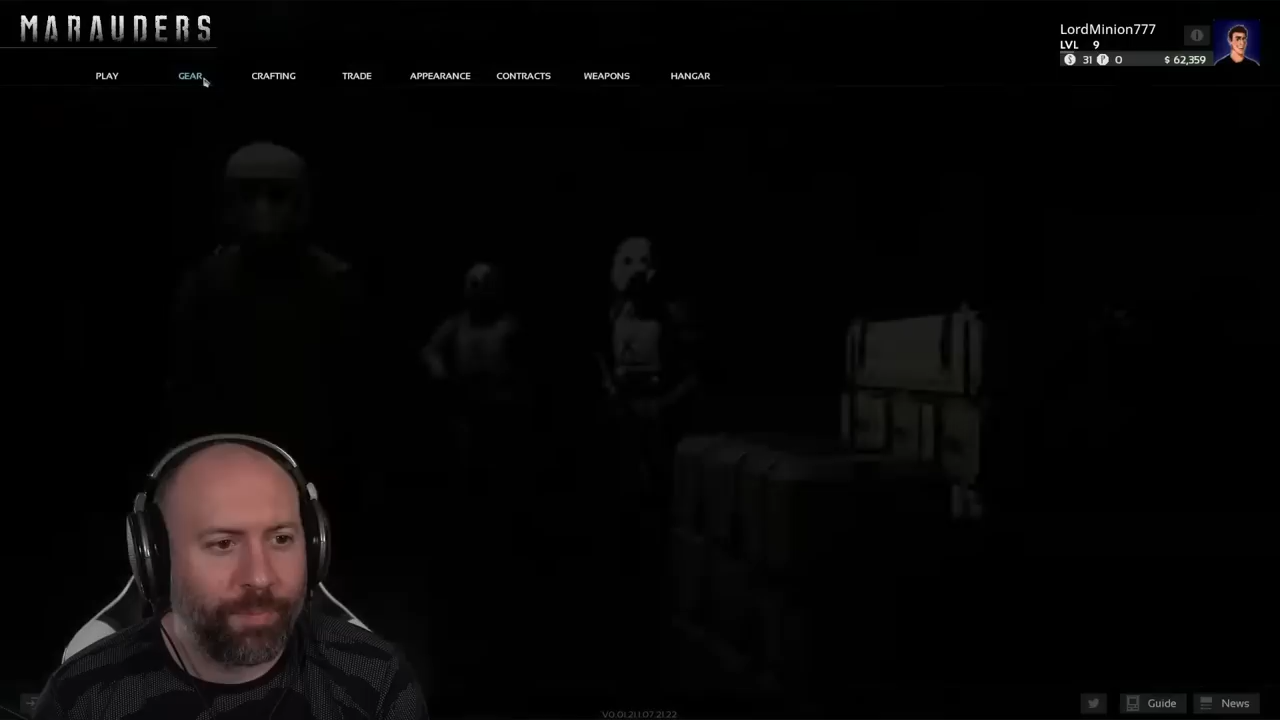 MARAUDERS
LordMinion777
LVL 9
31 0 $ 62,359
PLAY GEAR CRAFTING TRADE APPEARANCE CONTRACTS WEAPONS HANGAR
Guide News